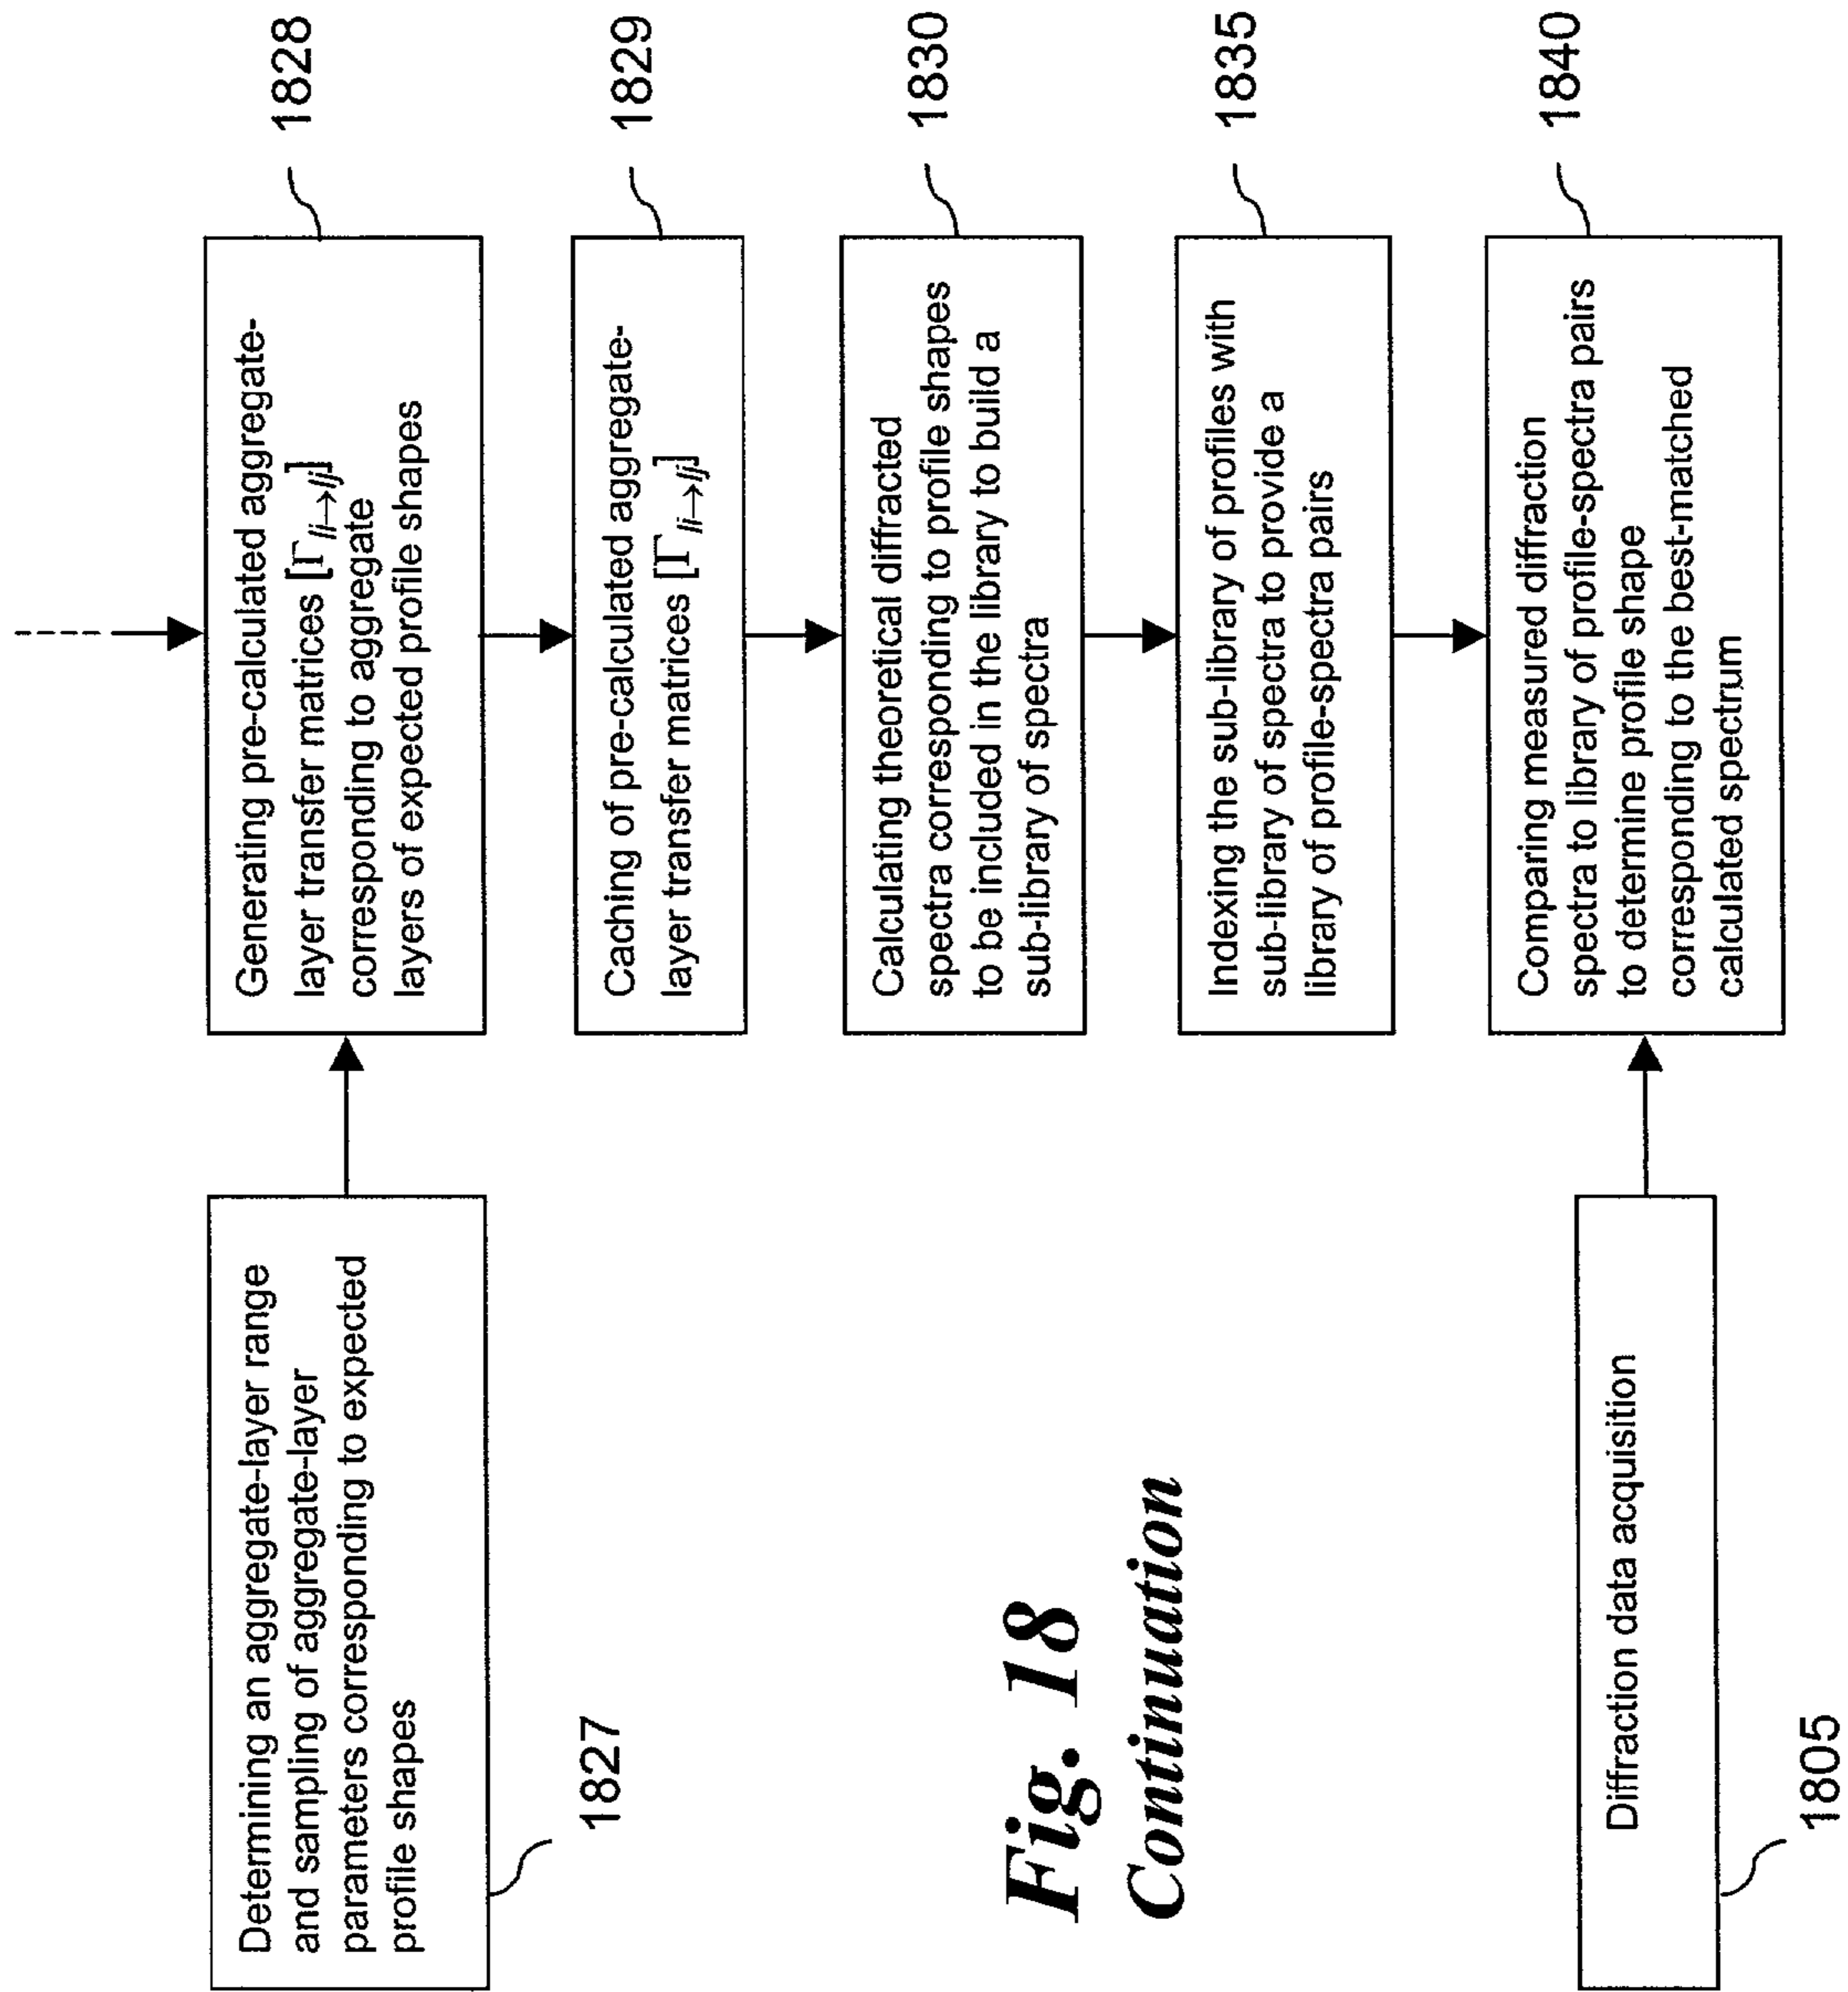 Generating pre-calculated aggregate-
layer transfer matrices [Γli→lj]
corresponding to aggregate
layers of expected profile shapes
1828
Determining an aggregate-layer range
and sampling of aggregate-layer
parameters corresponding to expected
profile shapes
1827
Caching of pre-calculated aggregate-
layer transfer matrices [Γli→lj]
1829
Calculating theoretical diffracted
spectra corresponding to profile shapes
to be included in the library to build a
sub-library of spectra
1830
Indexing the sub-library of profiles with
sub-library of spectra to provide a
library of profile-spectra pairs
1835
Comparing measured diffraction
spectra to library of profile-spectra pairs
to determine profile shape
corresponding to the best-matched
calculated spectrum
1840
Diffraction data acquisition
1805
Fig. 18
Continuation